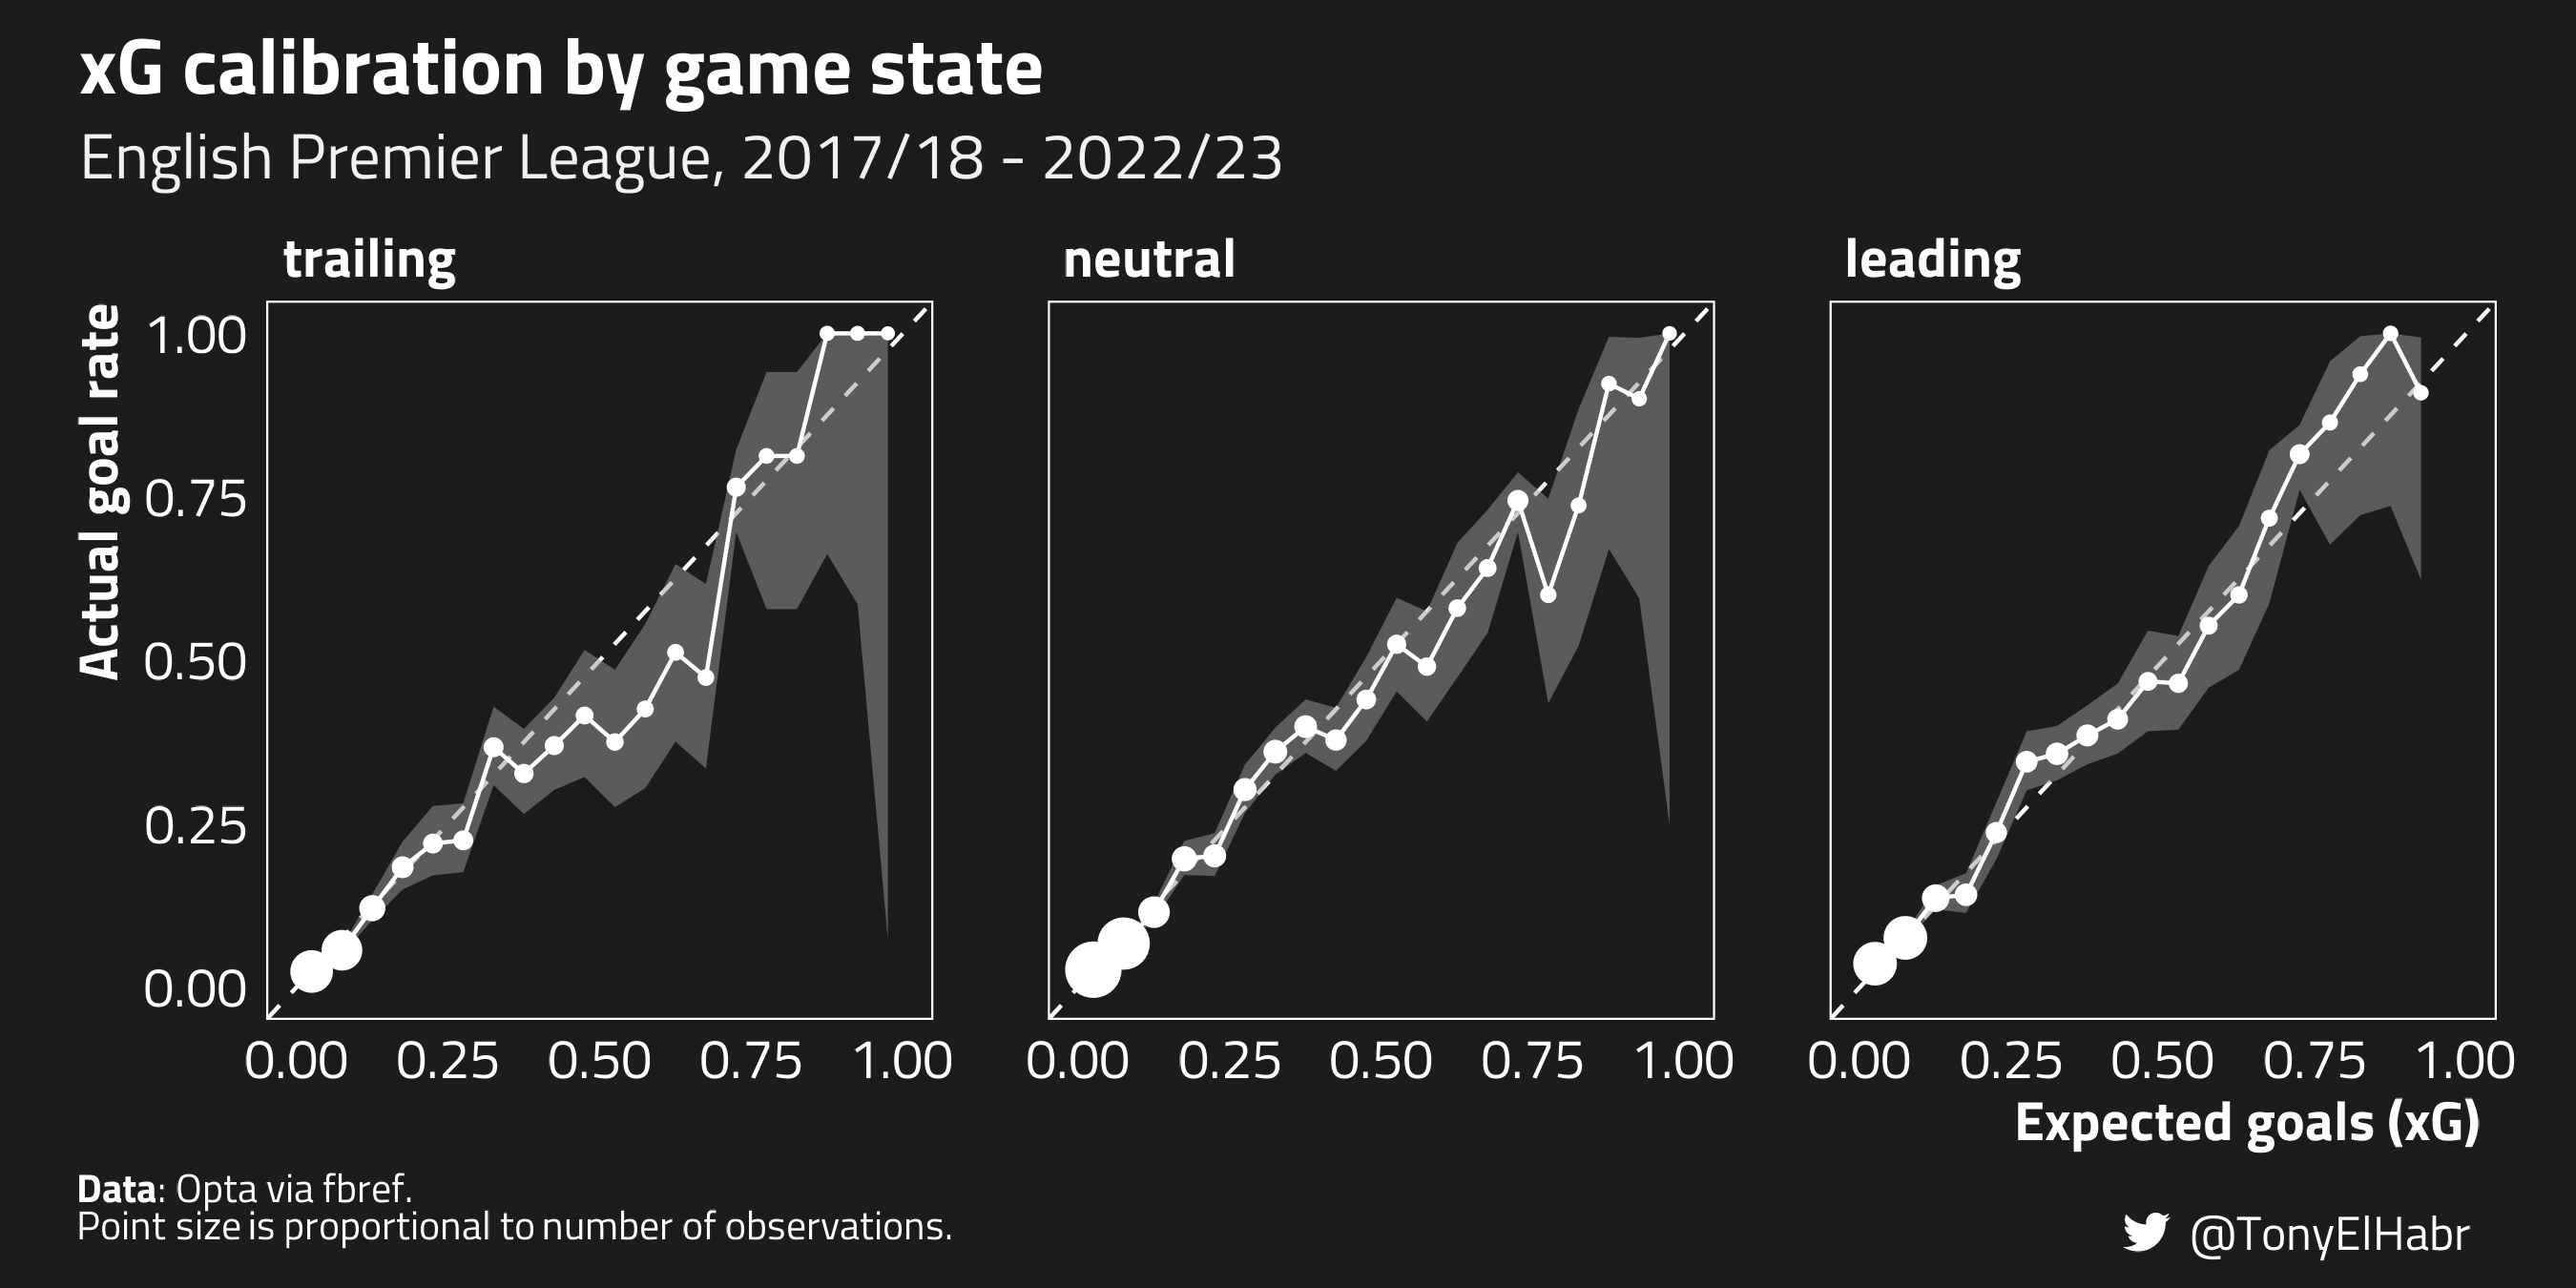 xG calibration by game state
English Premier League, 2017/18 - 2022/23
trailing
neutral
leading
Actual goal rate
1.00
0.75
0.50
0.25
0.00
0.00 0.25 0.50 0.75 1.00
0.00 0.25 0.50 0.75 1.00
0.00 0.25 0.50 0.75 1.00
Expected goals (xG)
Data: Opta via fbref.
Point size is proportional to number of observations.
@TonyElHabr